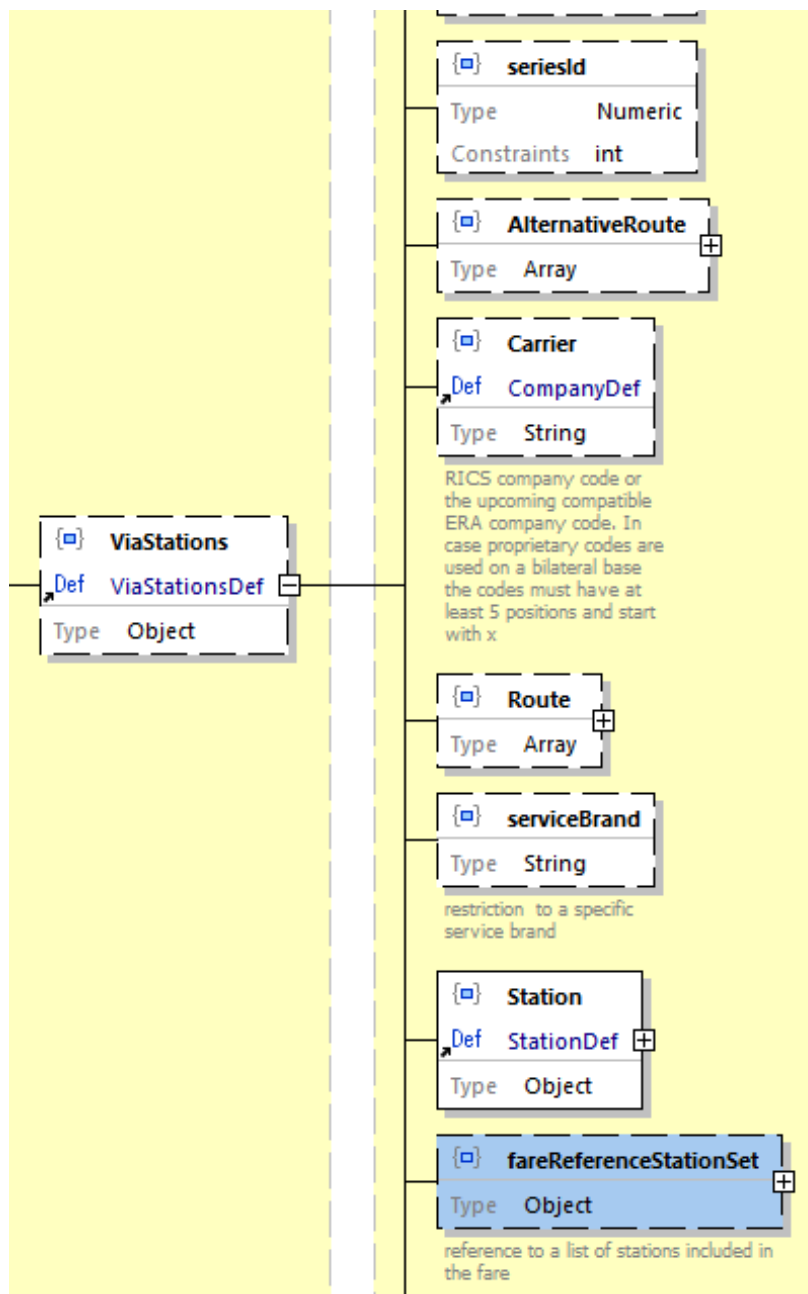 ViaStations
Def ViaStationsDef
Type Object
seriesId
Type Numeric
Constraints int
AlternativeRoute
Type Array
Carrier
Def CompanyDef
Type String
RICS company code or
the upcoming compatible
ERA company code. In
case proprietary codes are
used on a bilateral base
the codes must have at
least 5 positions and start
with x
Route
Type Array
serviceBrand
Type String
restriction to a specific
service brand
Station
Def StationDef
Type Object
fareReferenceStationSet
Type Object
reference to a list of stations included in
the fare